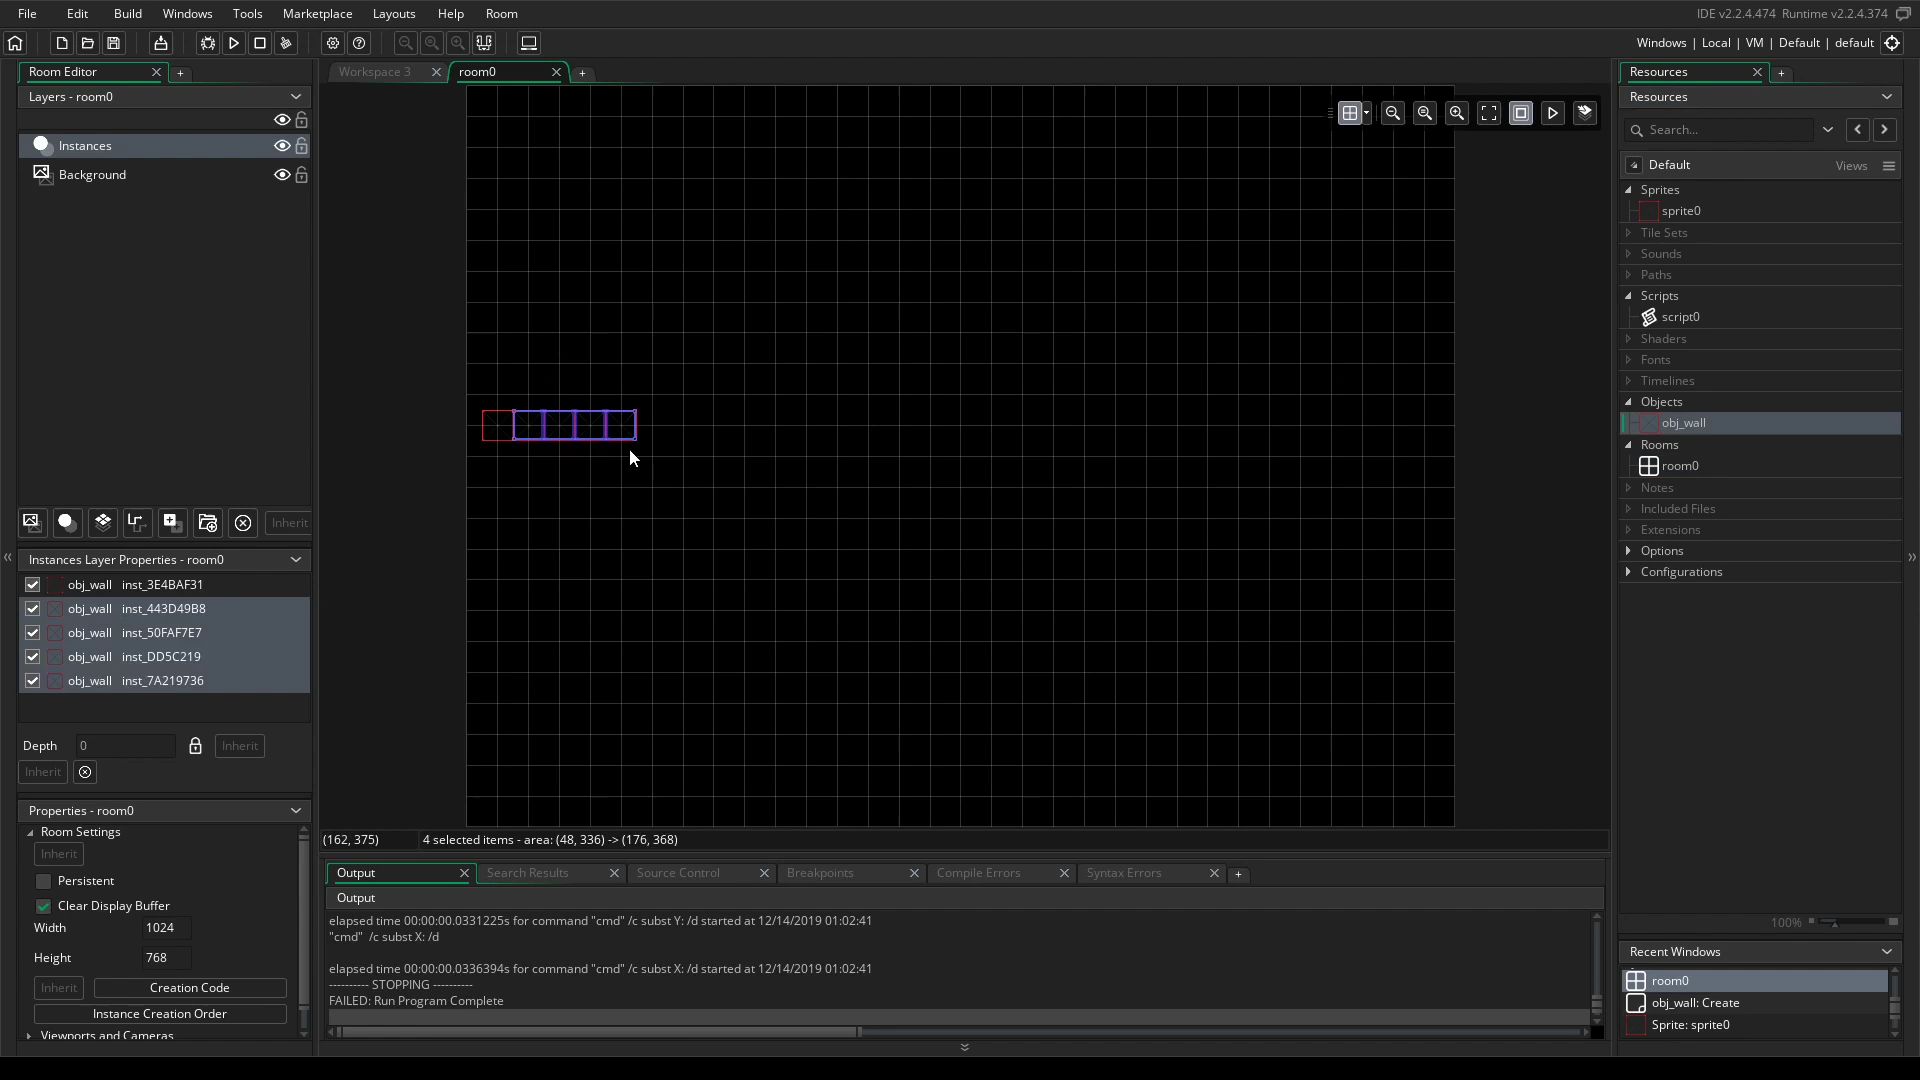 File Edit Build Windows Tools Marketplace Layouts Help Room
IDE v2.2.4.474 Runtime v2.2.4.374
Windows | Local | VM | Default | default
Room Editor
Layers - room0
Instances
Background
Inherit
Instances Layer Properties - room0
obj_wall inst_3E4BAF31
obj_wall inst_443D49B8
obj_wall inst_50FAF7E7
obj_wall inst_DD5C219
obj_wall inst_7A219736
Depth 0 Inherit
Inherit
Properties - room0
Room Settings
Inherit
Persistent
Clear Display Buffer
Width 1024
Height 768
Inherit Creation Code
Instance Creation Order
Viewports and Cameras
Workspace 3 room0
(162, 375) 4 selected items - area: (48, 336) -> (176, 368)
Output Search Results Source Control Breakpoints Compile Errors Syntax Errors
Output
elapsed time 00:00:00.0331225s for command "cmd" /c subst Y: /d started at 12/14/2019 01:02:41
"cmd"  /c subst X: /d
elapsed time 00:00:00.0336394s for command "cmd" /c subst X: /d started at 12/14/2019 01:02:41
---------- STOPPING ----------
FAILED: Run Program Complete
Resources
Resources
Search...
Default Views
Sprites
sprite0
Tile Sets
Sounds
Paths
Scripts
script0
Shaders
Fonts
Timelines
Objects
obj_wall
Rooms
room0
Notes
Included Files
Extensions
Options
Configurations
100%
Recent Windows
room0
obj_wall: Create
Sprite: sprite0